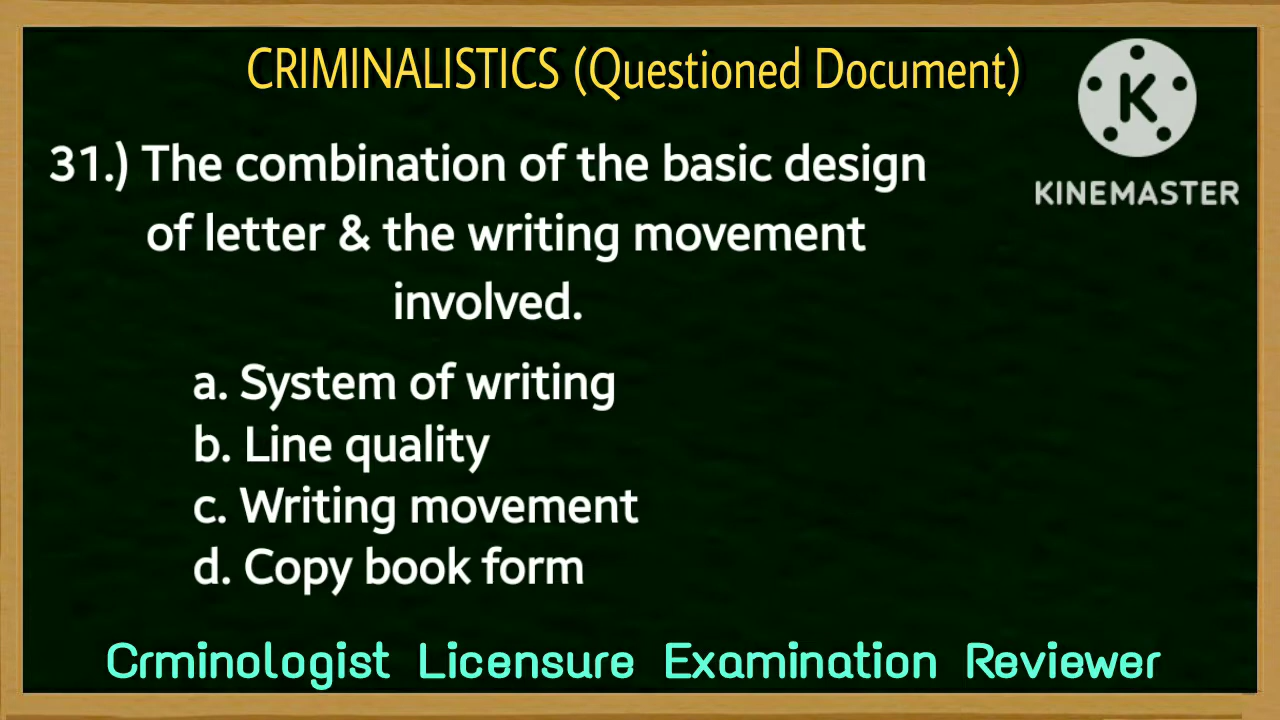 CRIMINALISTICS (Questioned Document)
K
KINEMASTER
31.) The combination of the basic design
of letter & the writing movement
involved.
a. System of writing
b. Line quality
c. Writing movement
d. Copy book form
Crminologist Licensure Examination Reviewer